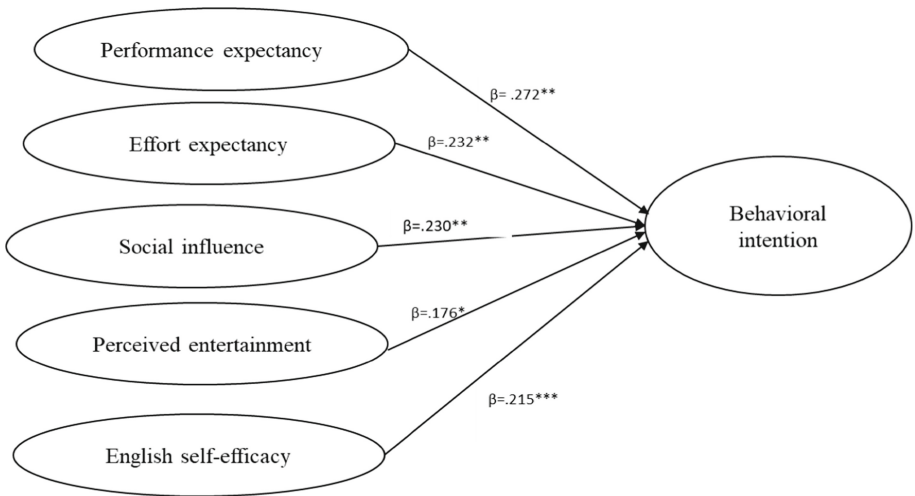 Performance expectancy
β= .272**
Effort expectancy
β=.232**
Behavioral
intention
Social influence
β=.230**
Perceived entertainment
β=.176*
English self-efficacy
β=.215***